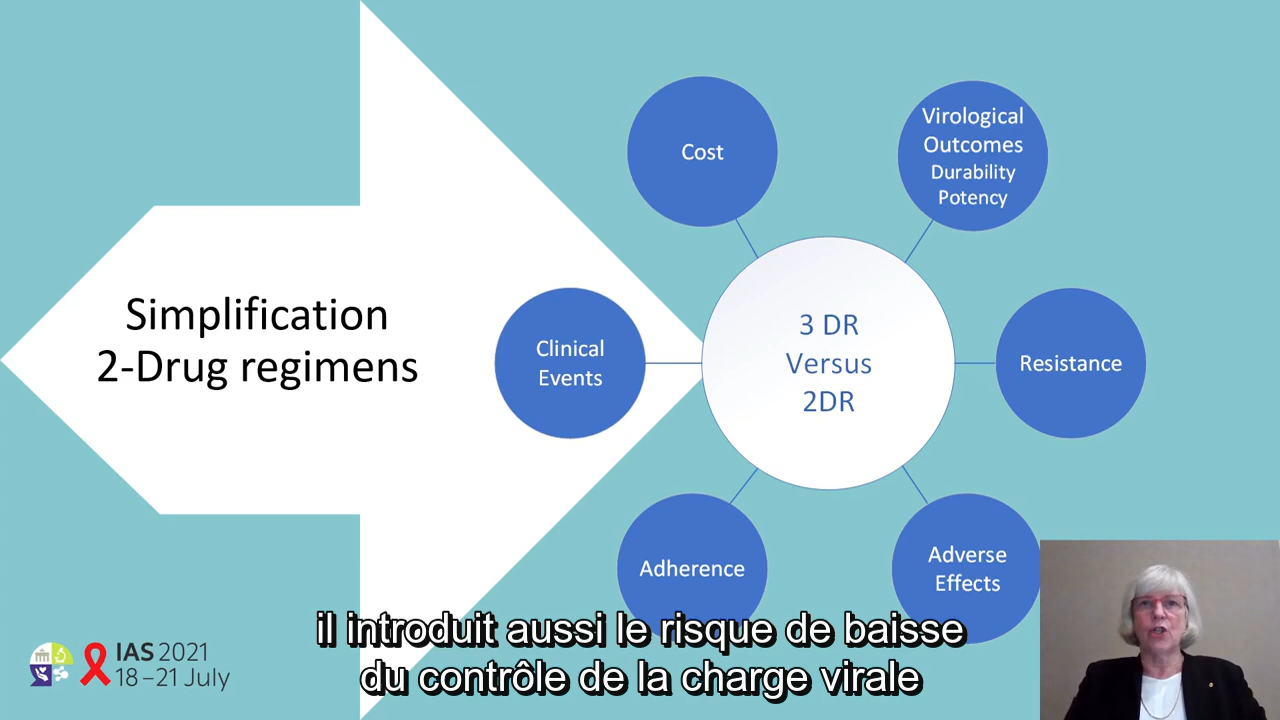 Simplification
2-Drug regimens
Cost
Virological
Outcomes
Durability
Potency
Clinical
Events
3 DR
Versus
2DR
Resistance
Adherence
Adverse
Effects
il introduit aussi le risque de baisse
du contrôle de la charge virale
IAS 2021
18–21 July